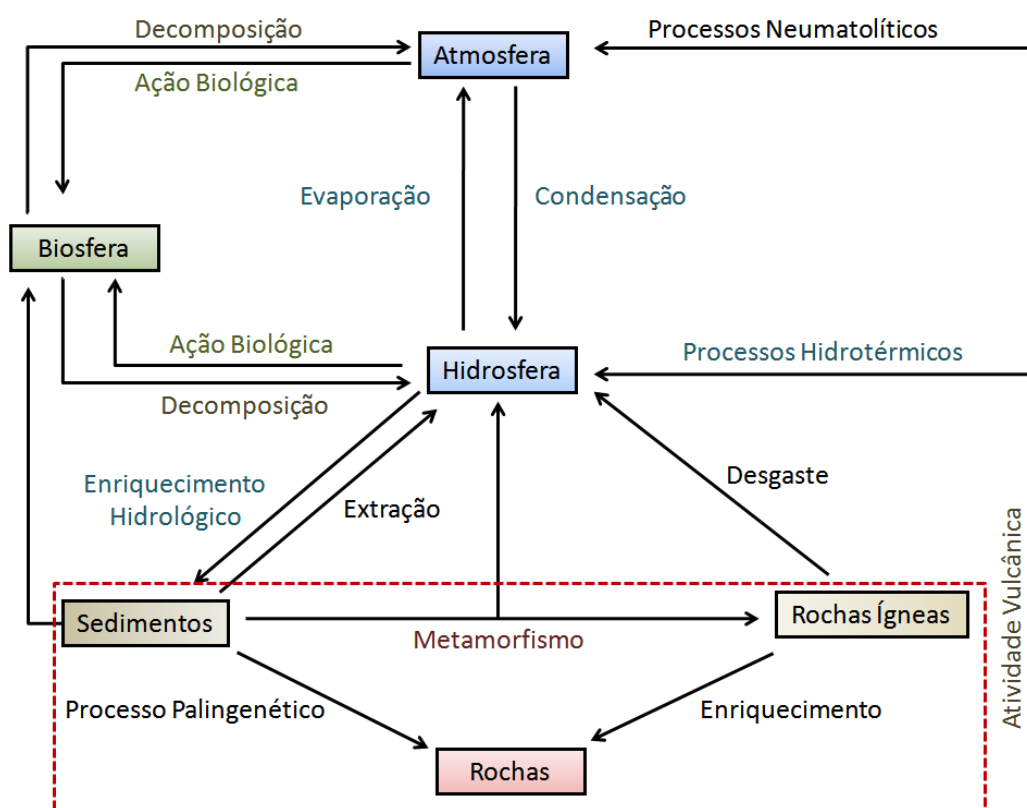 Decomposição
Processos Neumatolíticos
Atmosfera
Ação Biológica
Evaporação
Condensação
Biosfera
Ação Biológica
Processos Hidrotérmicos
Hidrosfera
Decomposição
Enriquecimento
Hidrológico
Extração
Desgaste
Atividade Vulcânica
Sedimentos
Rochas Ígneas
Metamorfismo
Processo Palingenético
Enriquecimento
Rochas